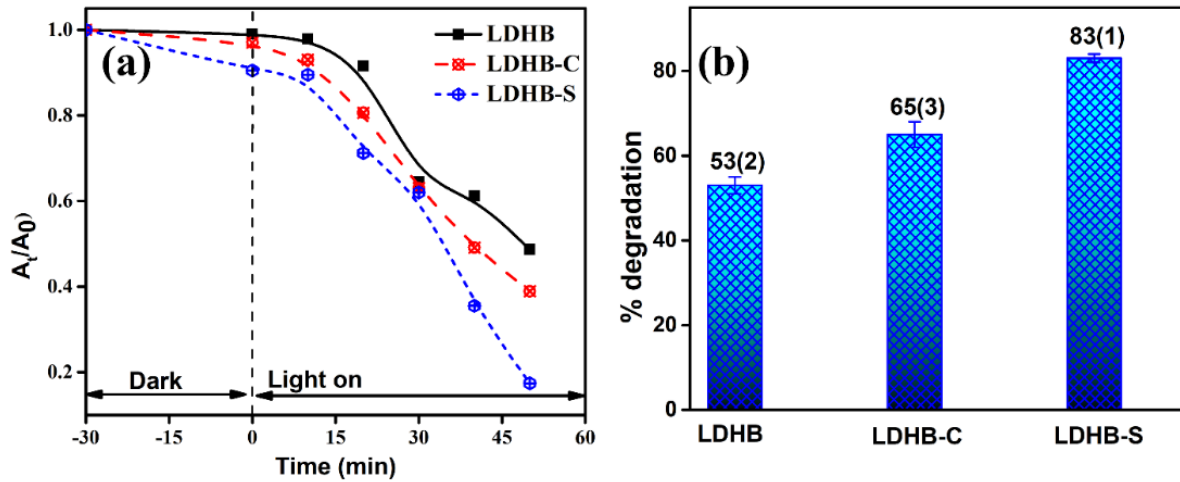 (a)
LDHB
LDHB-C
LDHB-S
1.0
0.8
0.6
0.4
0.2
At/A0
Dark
Light on
-30 -15 0 15 30 45 60
Time (min)
(b)
53(2)
65(3)
83(1)
80
60
40
20
0
% degradation
LDHB LDHB-C LDHB-S